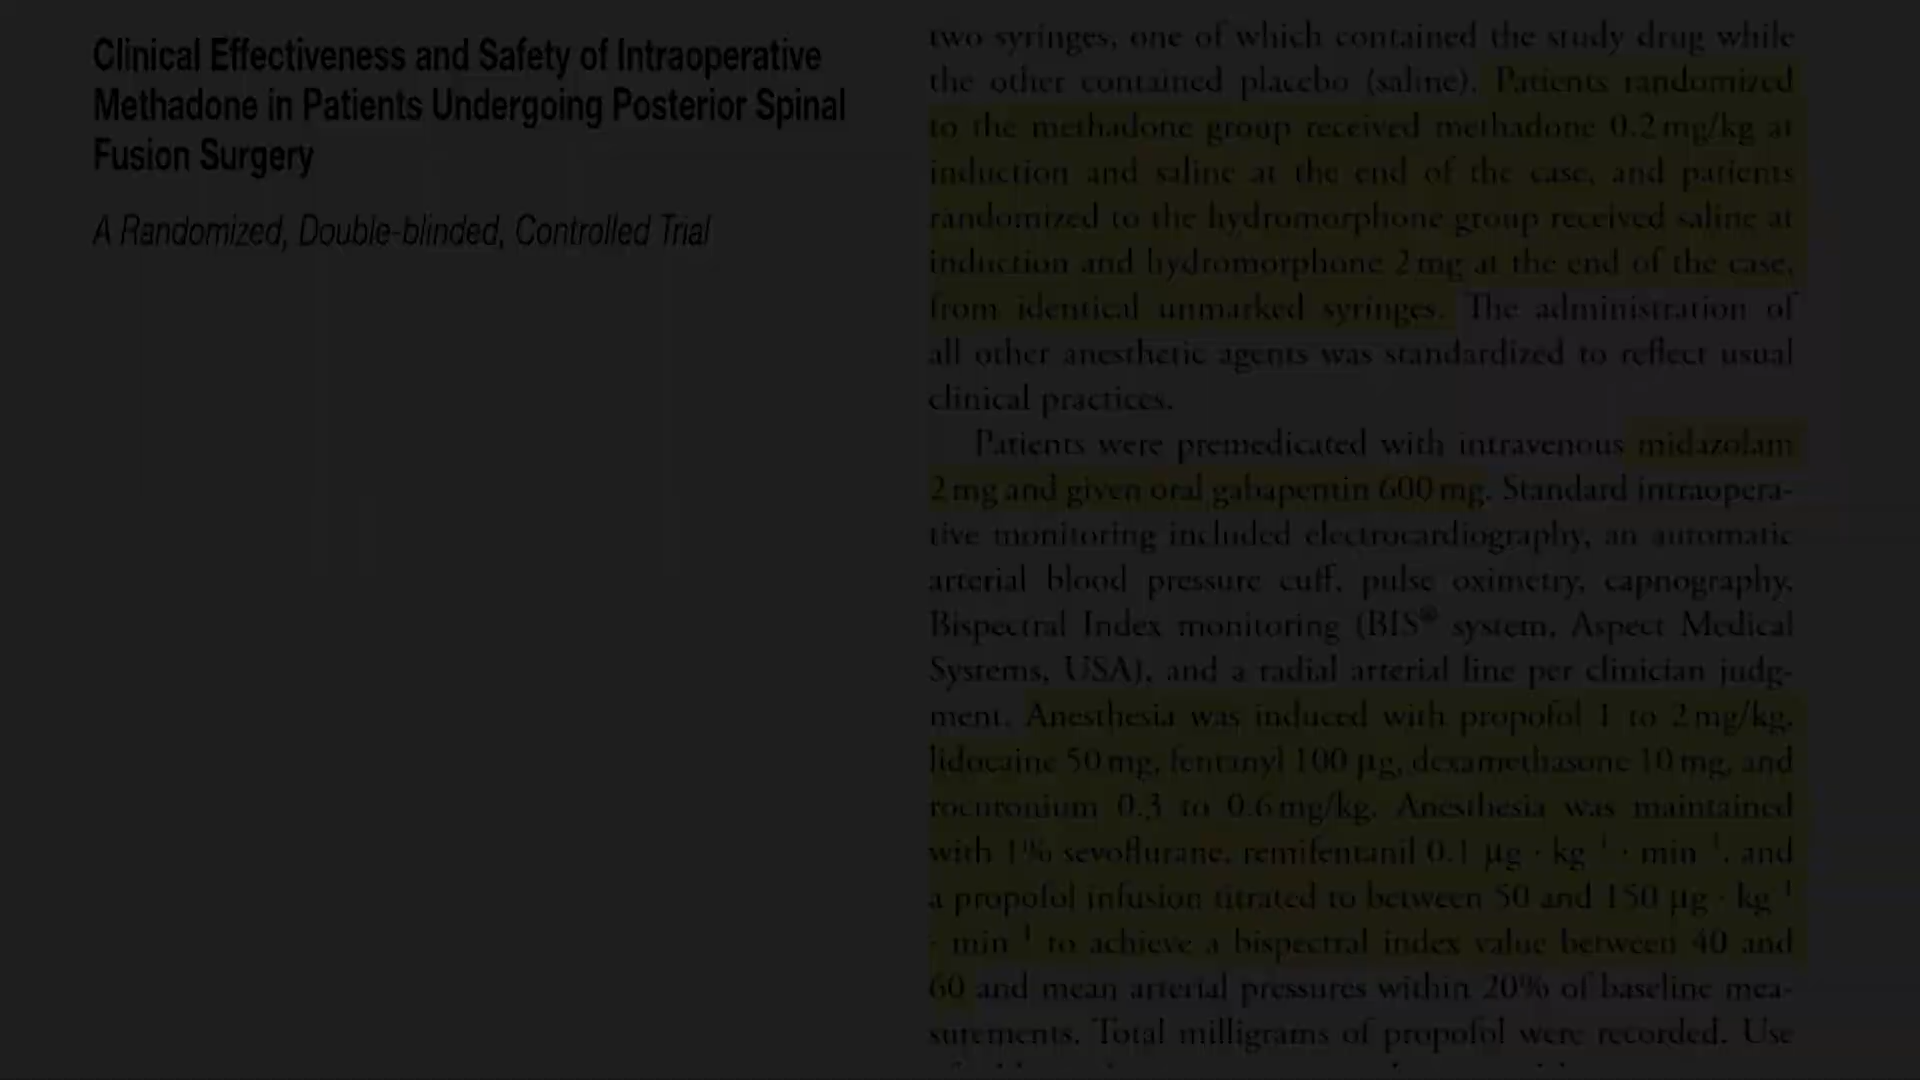 Clinical Effectiveness and Safety of Intraoperative
Methadone in Patients Undergoing Posterior Spinal
Fusion Surgery
A Randomized, Double-blinded, Controlled Trial
two syringes, one of which contained the study drug while
the other contained placebo (saline). Patients randomized
to the methadone group received methadone 0.2 mg/kg at
induction and saline at the end of the case, and patients
randomized to the hydromorphone group received saline at
induction and hydromorphone 2 mg at the end of the case,
from identical unmarked syringes. The administration of
all other anesthetic agents was standardized to reflect usual
clinical practices.
Patients were premedicated with intravenous midazolam
2 mg and given oral gabapentin 600 mg. Standard intraopera-
tive monitoring included electrocardiography, an automatic
arterial blood pressure cuff, pulse oximetry, capnography,
Bispectral Index monitoring (BIS® system, Aspect Medical
Systems, USA), and a radial arterial line per clinician judg-
ment. Anesthesia was induced with propofol 1 to 2 mg/kg,
lidocaine 50 mg, fentanyl 100 µg, dexamethasone 10 mg, and
rocuronium 0.3 to 0.6 mg/kg. Anesthesia was maintained
with 1% sevoflurane, remifentanil 0.1 µg · kg⁻¹ · min⁻¹, and
a propofol infusion titrated to between 50 and 150 µg · kg⁻¹
· min⁻¹ to achieve a bispectral index value between 40 and
60 and mean arterial pressures within 20% of baseline mea-
surements. Total milligrams of propofol were recorded. Use